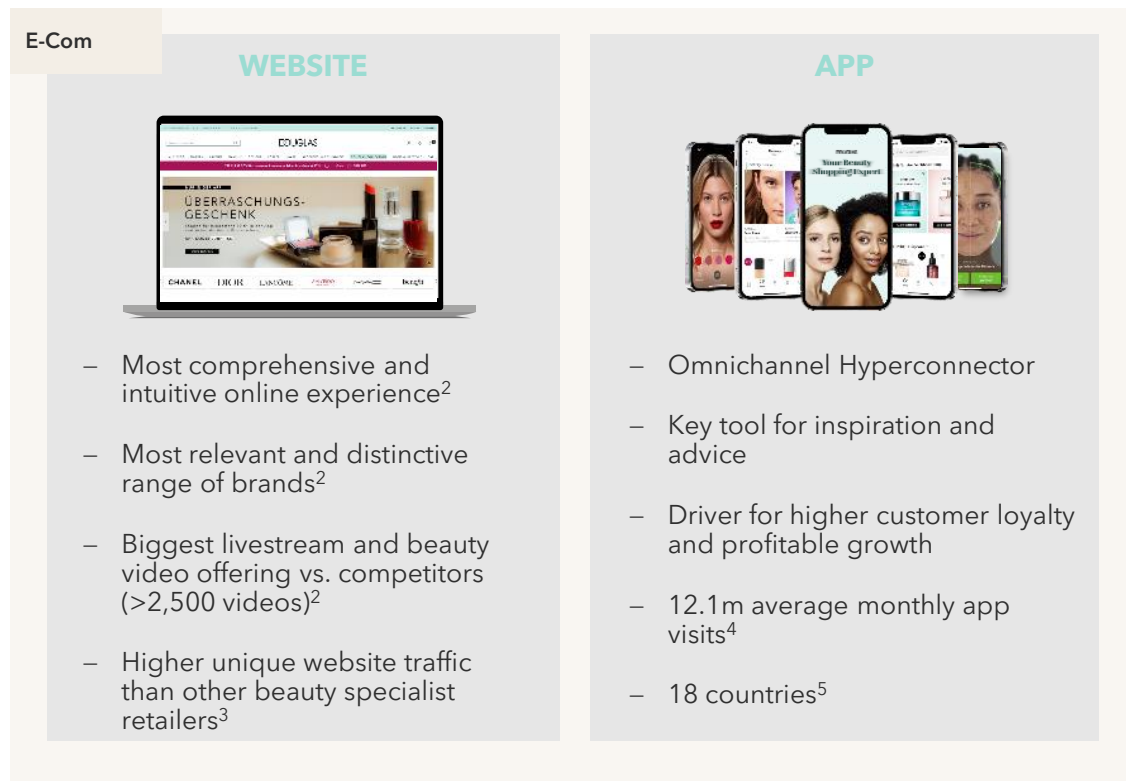 E-Com
WEBSITE
DOUGLAS
ÜBERRASCHUNGS-
GESCHENK
CHANEL DIOR LANCÔME
– Most comprehensive and
intuitive online experience2
– Most relevant and distinctive
range of brands2
– Biggest livestream and beauty
video offering vs. competitors
(>2,500 videos)2
– Higher unique website traffic
than other beauty specialist
retailers3
APP
Your Beauty
Shopping Expert
– Omnichannel Hyperconnector
– Key tool for inspiration and
advice
– Driver for higher customer loyalty
and profitable growth
– 12.1m average monthly app
visits4
– 18 countries5